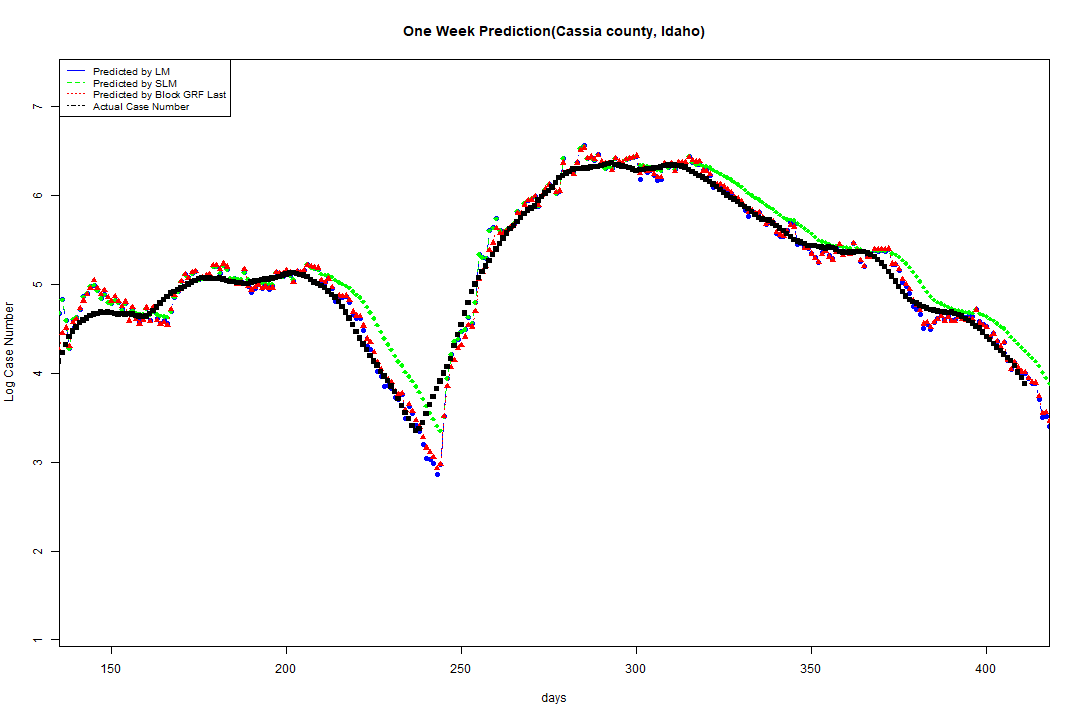 One Week Prediction(Cassia county, Idaho)
Predicted by LM
Predicted by SLM
Predicted by Block GRF Last
Actual Case Number
7
6
5
4
3
2
1
Log Case Number
150 200 250 300 350 400
days